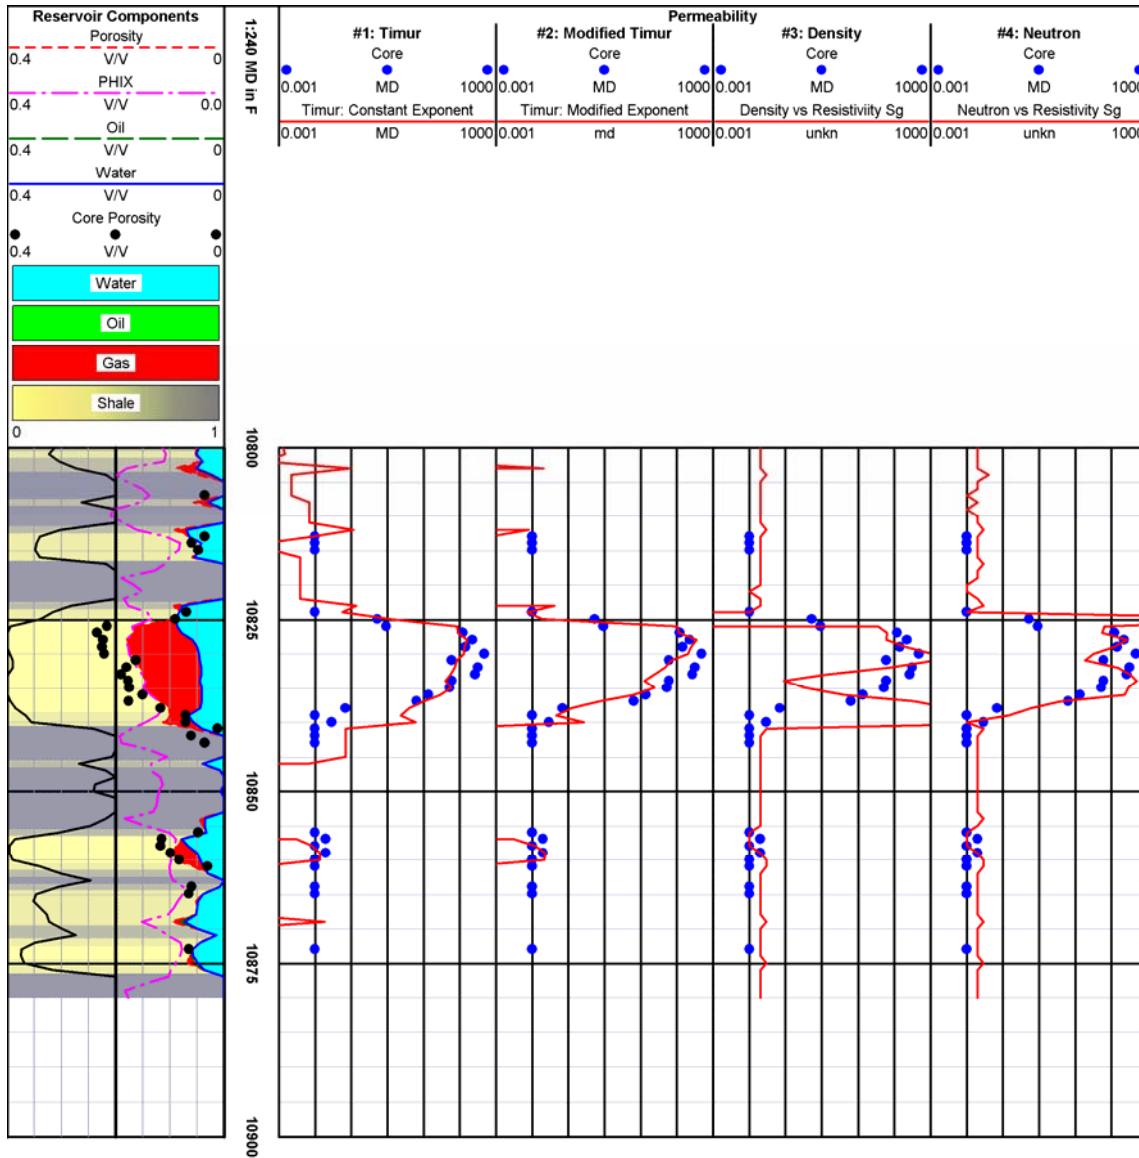 Reservoir Components
Porosity
0.4 V/V 0
PHIX
0.4 V/V 0.0
Oil
0.4 V/V 0
Water
0.4 V/V 0
Core Porosity
0.4 V/V 0
Water
Oil
Gas
Shale
0 1
1:240 MD in F
Permeability
#1: Timur
Core
0.001 MD 1000
Timur: Constant Exponent
0.001 MD 1000
#2: Modified Timur
Core
0.001 MD 1000
Timur: Modified Exponent
0.001 md 1000
#3: Density
Core
0.001 MD 1000
Density vs Resistiviity Sg
0.001 unkn 1000
#4: Neutron
Core
0.001 MD 1000
Neutron vs Resistivity Sg
0.001 unkn 1000
10800
10825
10850
10875
10900